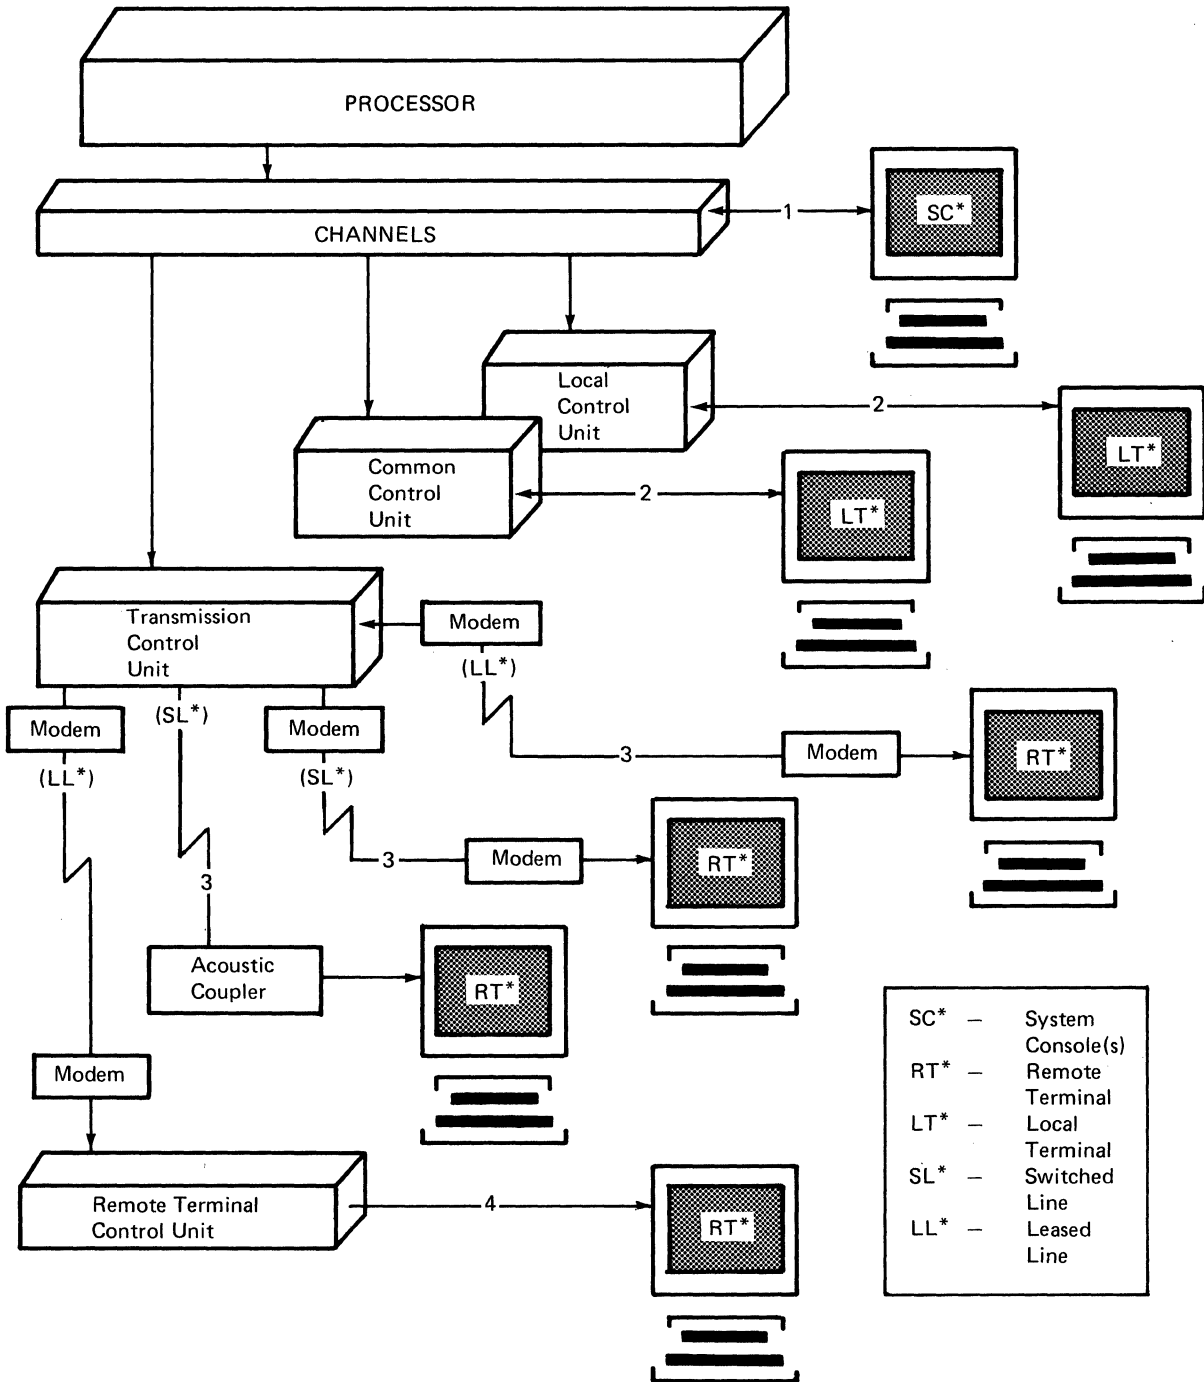 PROCESSOR
CHANNELS
1
SC*
Local
Control
Unit
2
LT*
Common
Control
Unit
2
LT*
Transmission
Control
Unit
Modem
(LL*)
Modem
(SL*)
Modem
(LL*)
(SL*)
3
Modem
RT*
3
Modem
RT*
3
Acoustic
Coupler
RT*
Modem
Remote Terminal
Control Unit
4
RT*
SC* – System
Console(s)
RT* – Remote
Terminal
LT* – Local
Terminal
SL* – Switched
Line
LL* – Leased
Line